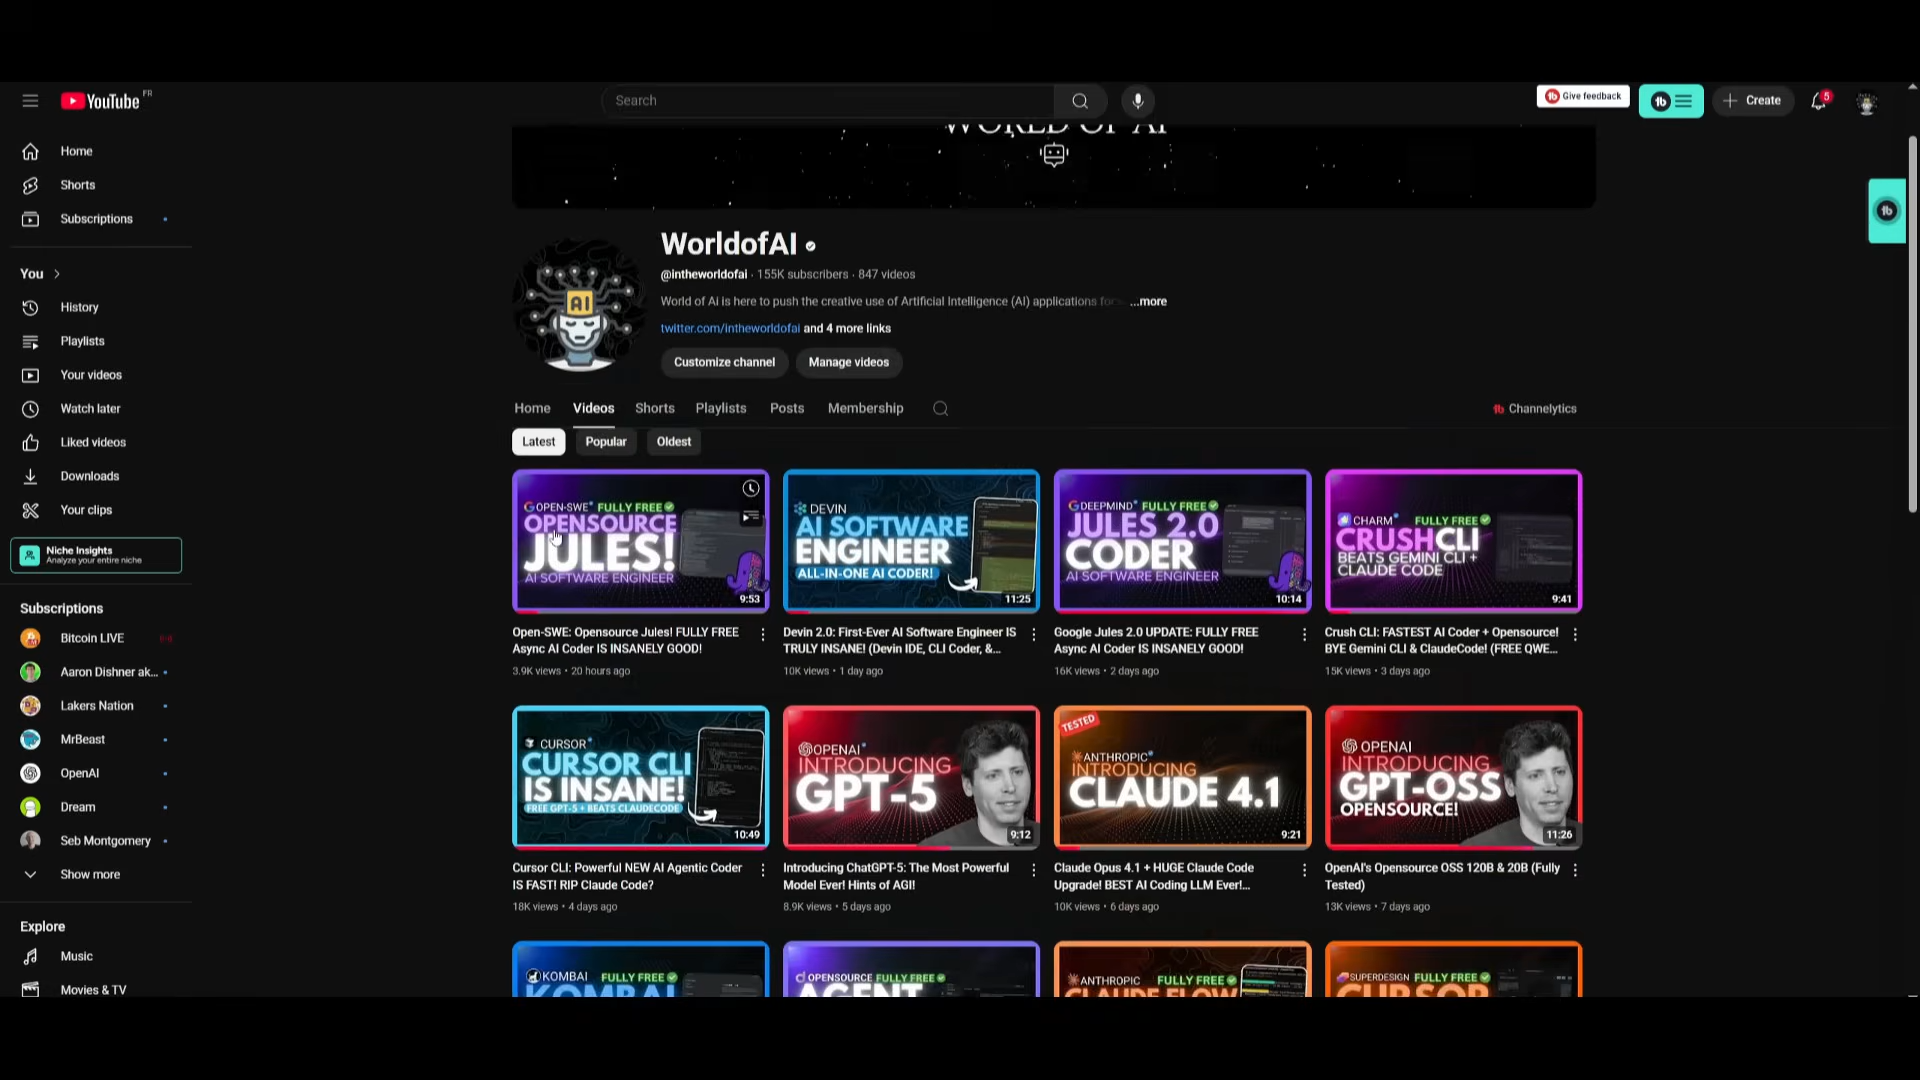 YouTube FR
Search
Give feedback
Create
5
Home
Shorts
Subscriptions
You
History
Playlists
Your videos
Watch later
Liked videos
Downloads
Your clips
Niche Insights
Analyze your entire niche
Subscriptions
Bitcoin LIVE
Aaron Dishner ak...
Lakers Nation
MrBeast
OpenAI
Dream
Seb Montgomery
Show more
Explore
Music
Movies & TV
WORLD OF AI
WorldofAI
@intheworldofai · 155K subscribers · 847 videos
World of Ai is here to push the creative use of Artificial Intelligence (AI) applications for ...more
twitter.com/intheworldofai and 4 more links
Customize channel
Manage videos
Home
Videos
Shorts
Playlists
Posts
Membership
Channelytics
Latest
Popular
Oldest
OPEN-SWE FULLY FREE
OPENSOURCE
JULES!
AI SOFTWARE ENGINEER
9:53
Open-SWE: Opensource Jules! FULLY FREE
Async AI Coder IS INSANELY GOOD!
3.9K views • 20 hours ago
DEVIN
AI SOFTWARE
ENGINEER
ALL-IN-ONE AI CODER!
11:25
Devin 2.0: First-Ever AI Software Engineer IS
TRULY INSANE! (Devin IDE, CLI Coder, &...
10K views • 1 day ago
DEEPMIND FULLY FREE
JULES 2.0
CODER
AI SOFTWARE ENGINEER
10:14
Google Jules 2.0 UPDATE: FULLY FREE
Async AI Coder IS INSANELY GOOD!
16K views • 2 days ago
CHARM FULLY FREE
CRUSHCLI
BEATS GEMINI CLI +
CLAUDE CODE
9:41
Crush CLI: FASTEST AI Coder + Opensource!
BYE Gemini CLI & ClaudeCode! (FREE QWE...
15K views • 3 days ago
CURSOR
CURSOR CLI
IS INSANE!
FREE GPT-5 + BEATS CLAUDECODE
10:49
Cursor CLI: Powerful NEW AI Agentic Coder
IS FAST! RIP Claude Code?
18K views • 4 days ago
OPENAI
INTRODUCING
GPT-5
9:12
Introducing ChatGPT-5: The Most Powerful
Model Ever! Hints of AGI!
8.9K views • 5 days ago
TESTED
ANTHROPIC
INTRODUCING
CLAUDE 4.1
9:21
Claude Opus 4.1 + HUGE Claude Code
Upgrade! BEST AI Coding LLM Ever!...
10K views • 6 days ago
OPENAI
INTRODUCING
GPT-OSS
OPENSOURCE!
11:26
OpenAI's Opensource OSS 120B & 20B (Fully
Tested)
13K views • 7 days ago
KOMBAI FULLY FREE
KOMBAI
OPENSOURCE FULLY FREE
AGENT
ANTHROPIC FULLY FREE
CLAUDE FLOW
SUPERDESIGN FULLY FREE
CURSOR